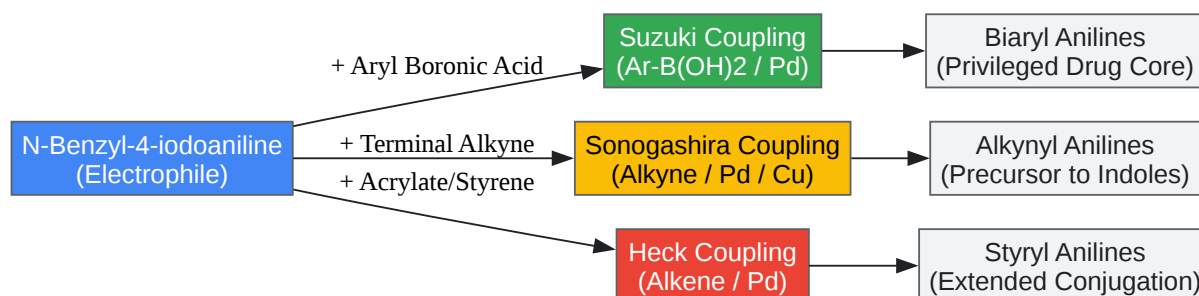 N-Benzyl-4-iodoaniline
(Electrophile)
+ Aryl Boronic Acid
+ Terminal Alkyne
+ Acrylate/Styrene
Suzuki Coupling
(Ar-B(OH)2 / Pd)
Biaryl Anilines
(Privileged Drug Core)
Sonogashira Coupling
(Alkyne / Pd / Cu)
Alkynyl Anilines
(Precursor to Indoles)
Heck Coupling
(Alkene / Pd)
Styryl Anilines
(Extended Conjugation)